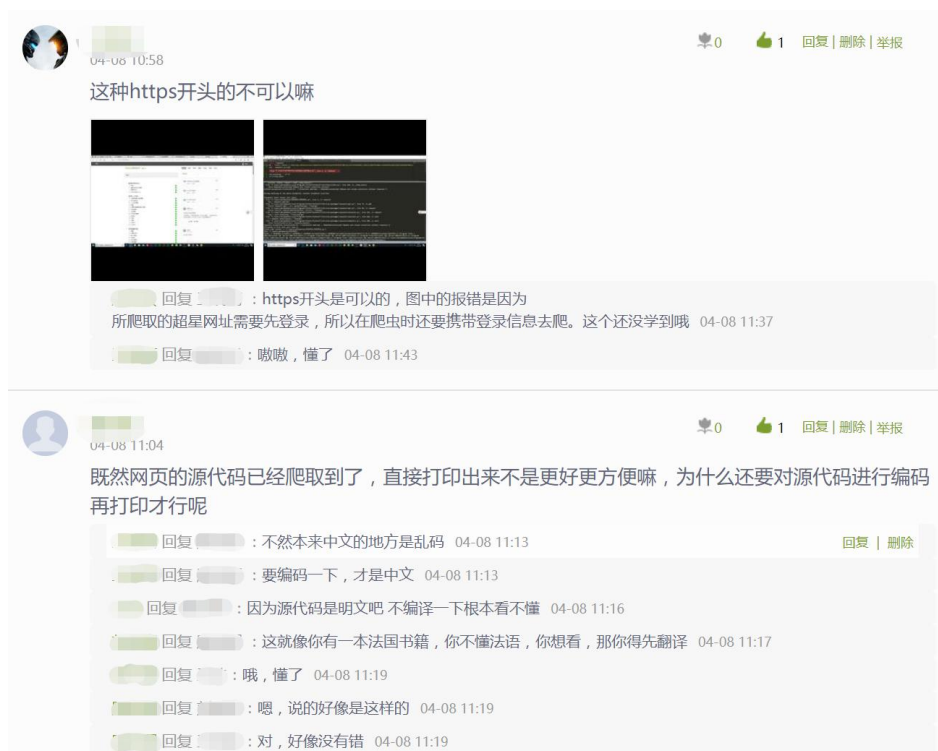 0 1 回复 | 删除 | 举报
04-08 10:58
这种https开头的不可以嘛
回复 ：https开头是可以的，图中的报错是因为
所爬取的超星网址需要先登录，所以在爬虫时还要携带登录信息去爬。这个还没学到哦 04-08 11:37
回复 ：嗷嗷，懂了 04-08 11:43
0 1 回复 | 删除 | 举报
04-08 11:04
既然网页的源代码已经爬取到了，直接打印出来不是更好更方便嘛，为什么还要对源代码进行编码
再打印才行呢
回复 ：不然本来中文的地方是乱码 04-08 11:13 回复 | 删除
回复 ：要编码一下，才是中文 04-08 11:13
回复 ：因为源代码是明文吧 不编译一下根本看不懂 04-08 11:16
回复 ：这就像你有一本法国书籍，你不懂法语，你想看，那你得先翻译 04-08 11:17
回复 ：哦，懂了 04-08 11:19
回复 ：嗯，说的好像是这样的 04-08 11:19
回复 ：对，好像没有错 04-08 11:19